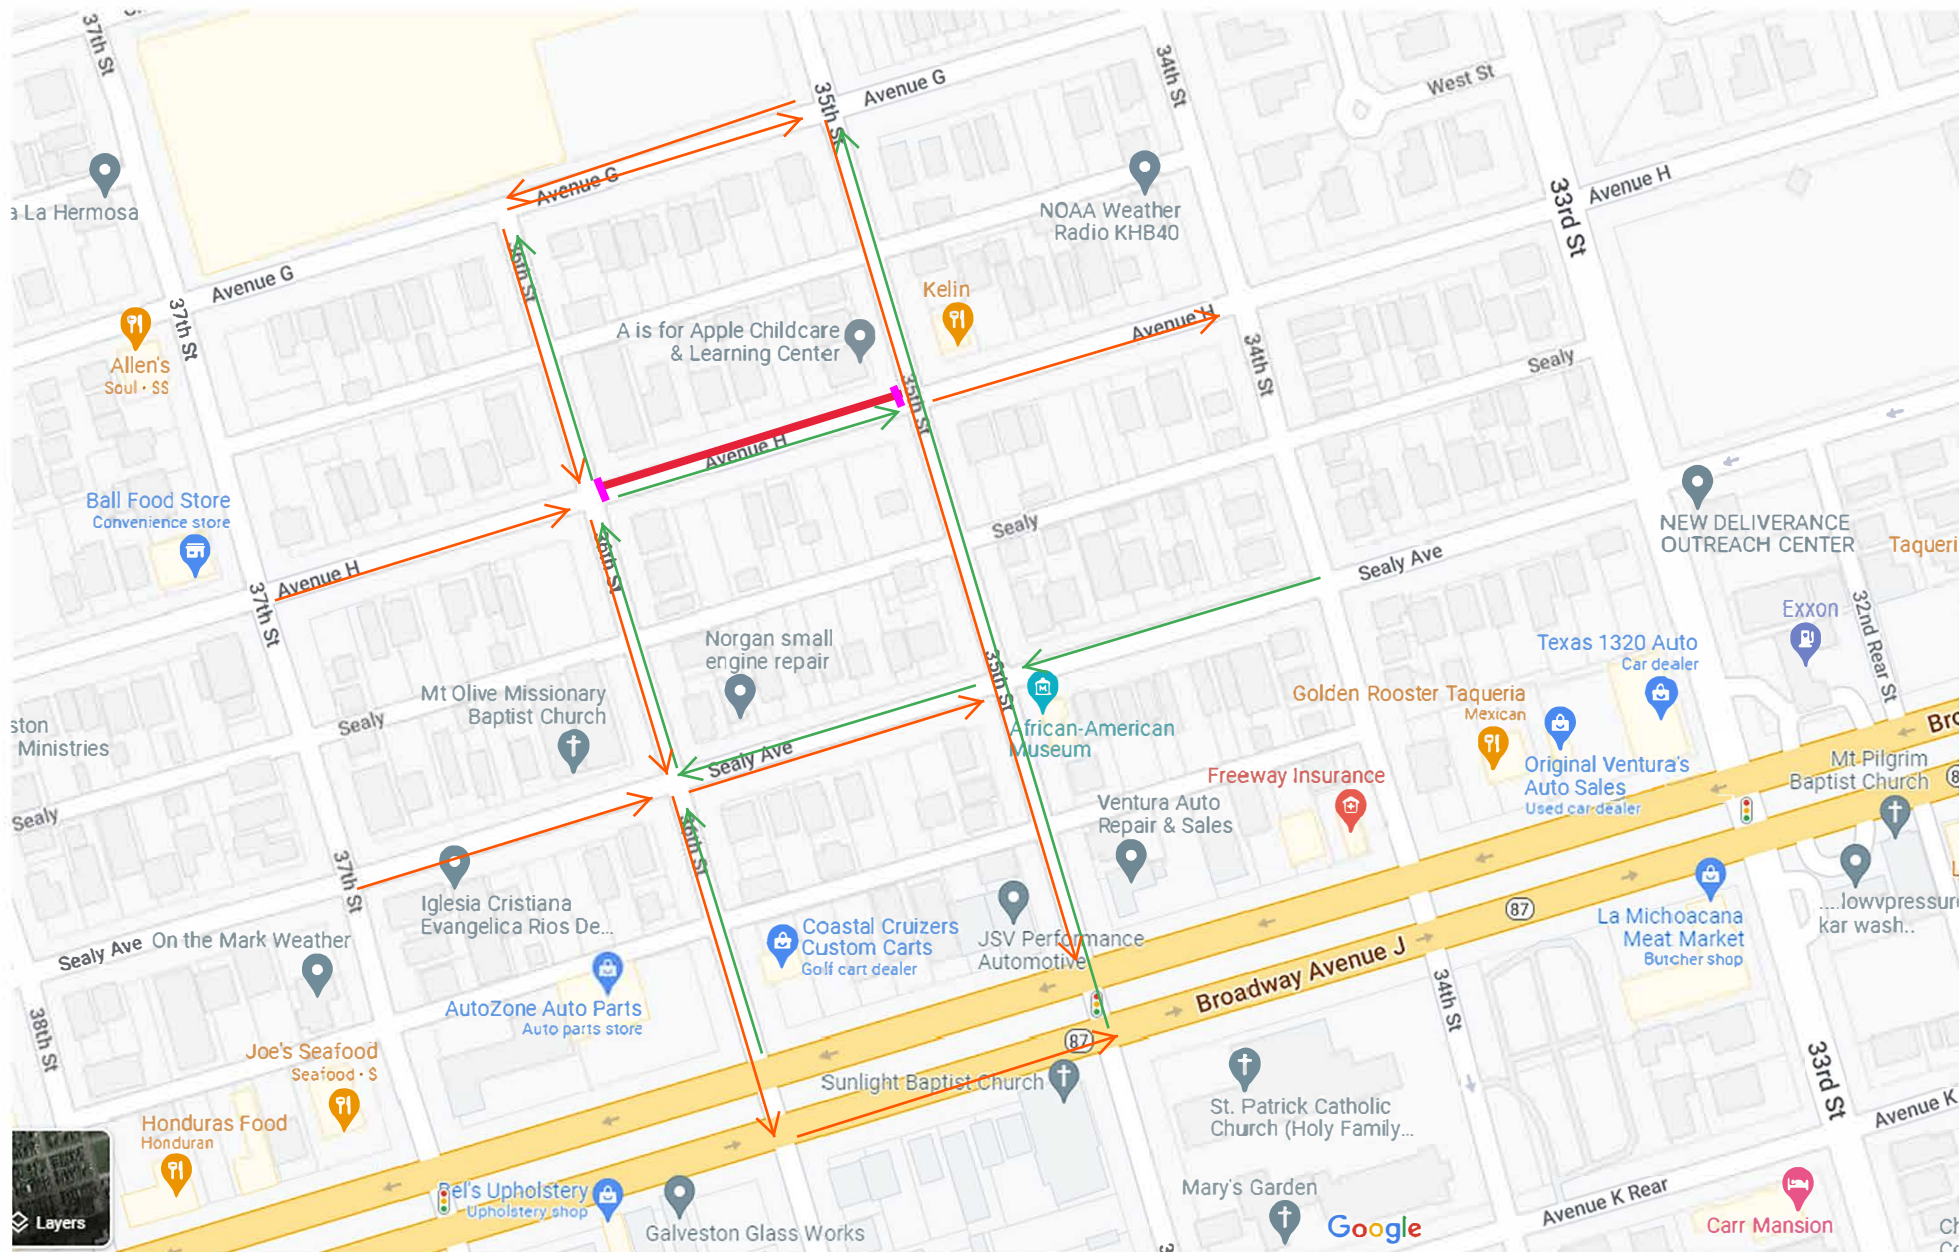 37th St
35th St
Avenue G
34th St
West St
a La Hermosa
Avenue G
NOAA Weather
Radio KHB40
33rd St
Avenue H
Avenue G
36th St
37th St
Allen's
Soul · $$
A is for Apple Childcare
& Learning Center
Kelin
Avenue H
34th St
Sealy
35th St
Avenue H
Ball Food Store
Convenience store
Sealy
NEW DELIVERANCE
OUTREACH CENTER
Taqueri
Avenue H
36th St
37th St
Sealy Ave
Exxon
32nd Rear St
Norgan small
engine repair
35th St
Texas 1320 Auto
Car dealer
Mt Olive Missionary
Baptist Church
Sealy
ston
Ministries
African-American
Museum
Golden Rooster Taqueria
Mexican
Original Ventura's
Auto Sales
Used car dealer
Bro
Mt Pilgrim
Baptist Church
8
Sealy Ave
Freeway Insurance
Sealy
Ventura Auto
Repair & Sales
36th St
37th St
Iglesia Cristiana
Evangelica Rios De...
87
La Michoacana
Meat Market
Butcher shop
....lowvpressur
kar wash..
L
Sealy Ave
On the Mark Weather
Coastal Cruizers
Custom Carts
Golf cart dealer
JSV Performance
Automotive
Broadway Avenue J
34th St
AutoZone Auto Parts
Auto parts store
38th St
87
Joe's Seafood
Seafood · $
Sunlight Baptist Church
33rd St
St. Patrick Catholic
Church (Holy Family...
Avenue K
Honduras Food
Honduran
Layers
Bel's Upholstery
Upholstery shop
Galveston Glass Works
Mary's Garden
Google
Avenue K Rear
Carr Mansion